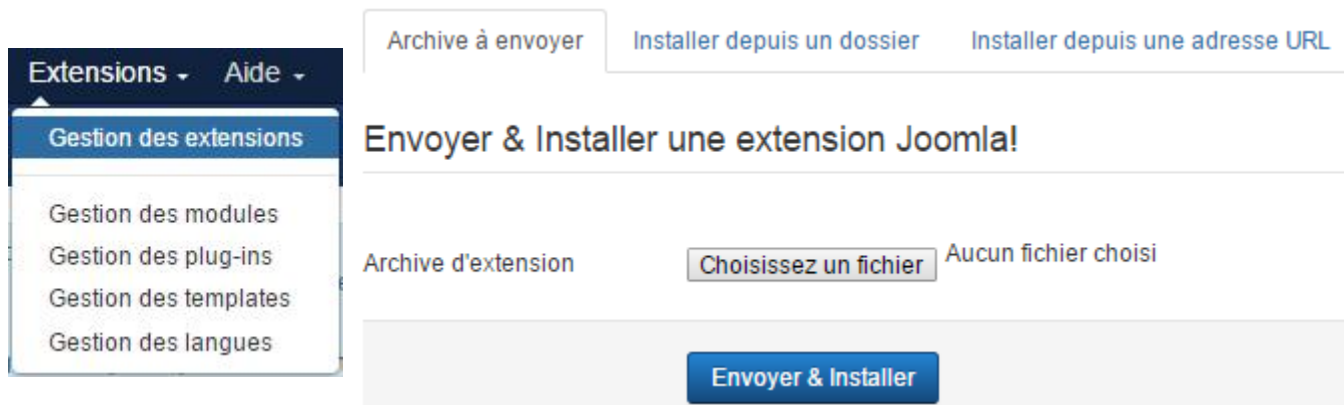 Extensions Aide
Gestion des extensions
Gestion des modules
Gestion des plug-ins
Gestion des templates
Gestion des langues
Archive à envoyer Installer depuis un dossier Installer depuis une adresse URL
Envoyer & Installer une extension Joomla!
Archive d'extension Choisissez un fichier Aucun fichier choisi
Envoyer & Installer